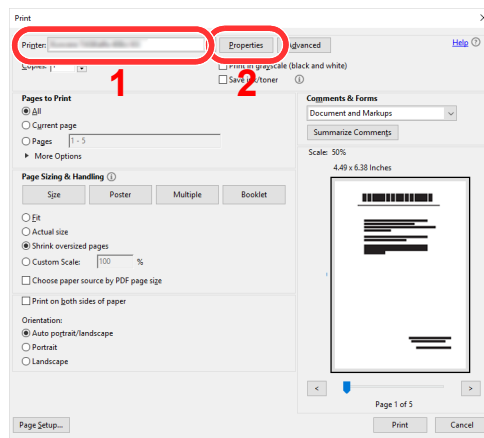 Print
Printer: Properties Advanced Help
Copies: 1 Print in grayscale (black and white)
1 2 Save ink/toner
Pages to Print
All
Current page
Pages 1 - 5
More Options
Comments & Forms
Document and Markups
Summarize Comments
Page Sizing & Handling
Size Poster Multiple Booklet
Fit
Actual size
Shrink oversized pages
Custom Scale: 100 %
Choose paper source by PDF page size
Print on both sides of paper
Orientation:
Auto portrait/landscape
Portrait
Landscape
Scale: 50%
4.49 x 6.38 Inches
< >
Page 1 of 5
Page Setup... Print Cancel